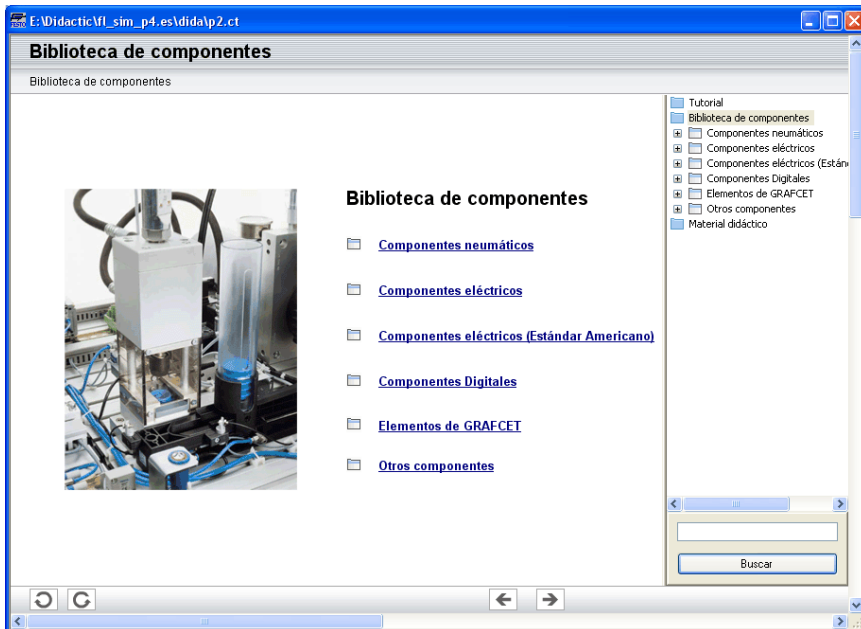 E:\Didactic\fl_sim_p4.es\dida\p2.ct
Biblioteca de componentes
Biblioteca de componentes
Biblioteca de componentes
Componentes neumáticos
Componentes eléctricos
Componentes eléctricos (Estándar Americano)
Componentes Digitales
Elementos de GRAFCET
Otros componentes
Tutorial
Biblioteca de componentes
Componentes neumáticos
Componentes eléctricos
Componentes eléctricos (Están
Componentes Digitales
Elementos de GRAFCET
Otros componentes
Material didáctico
Buscar